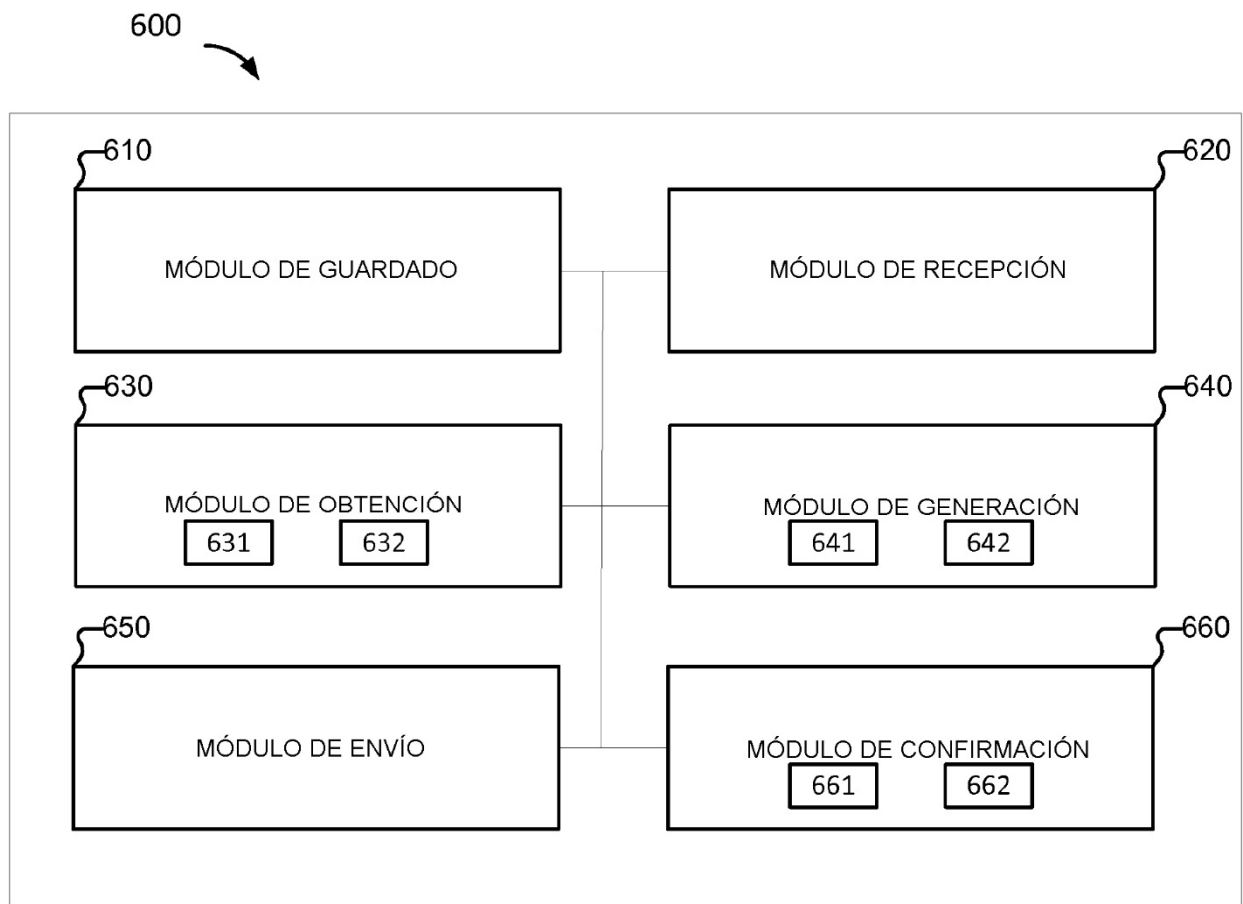 600
610
620
MÓDULO DE GUARDADO
MÓDULO DE RECEPCIÓN
630
640
MÓDULO DE OBTENCIÓN
631 632
MÓDULO DE GENERACIÓN
641 642
650
660
MÓDULO DE ENVÍO
MÓDULO DE CONFIRMACIÓN
661 662